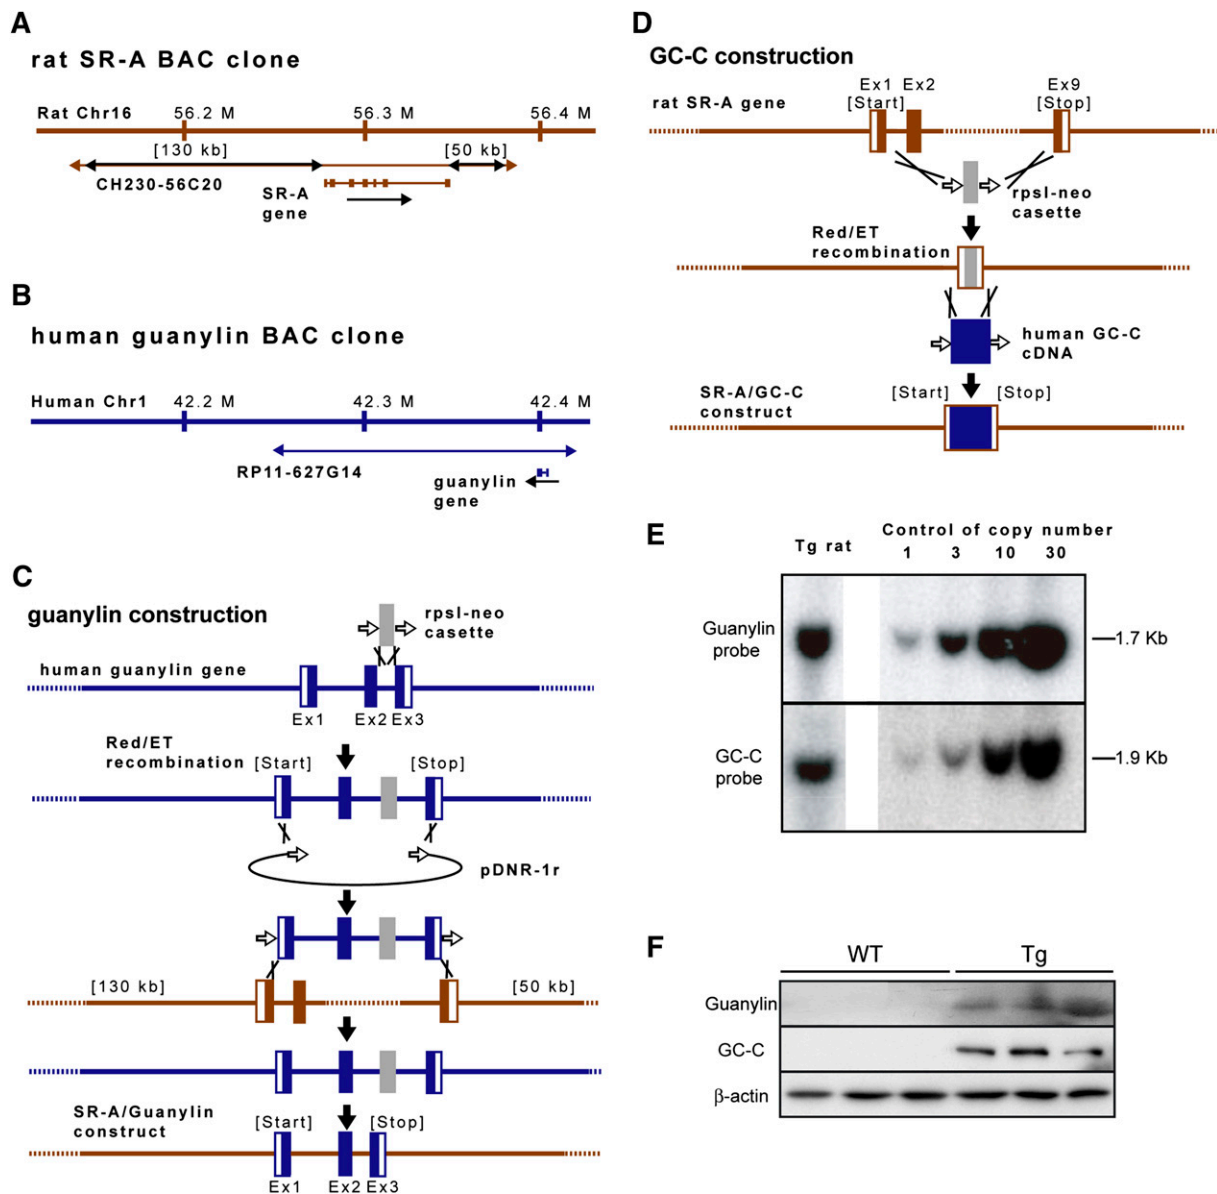 A
rat SR-A BAC clone
Rat Chr16
56.2 M
56.3 M
56.4 M
[130 kb]
[50 kb]
CH230-56C20
SR-A
gene
B
human guanylin BAC clone
Human Chr1
42.2 M
42.3 M
42.4 M
RP11-627G14
guanylin
gene
C
guanylin construction
rpsl-neo
casette
human guanylin gene
Ex1
Ex2
Ex3
Red/ET
recombination
[Start]
[Stop]
pDNR-1r
[130 kb]
[50 kb]
SR-A/Guanylin
construct
[Start]
[Stop]
Ex1
Ex2
Ex3
D
GC-C construction
rat SR-A gene
Ex1
[Start]
Ex2
Ex9
[Stop]
rpsl-neo
casette
Red/ET
recombination
human GC-C
cDNA
SR-A/GC-C
construct
[Start]
[Stop]
E
Tg rat
Control of copy number
1 3 10 30
Guanylin
probe
1.7 Kb
GC-C
probe
1.9 Kb
F
WT
Tg
Guanylin
GC-C
β-actin